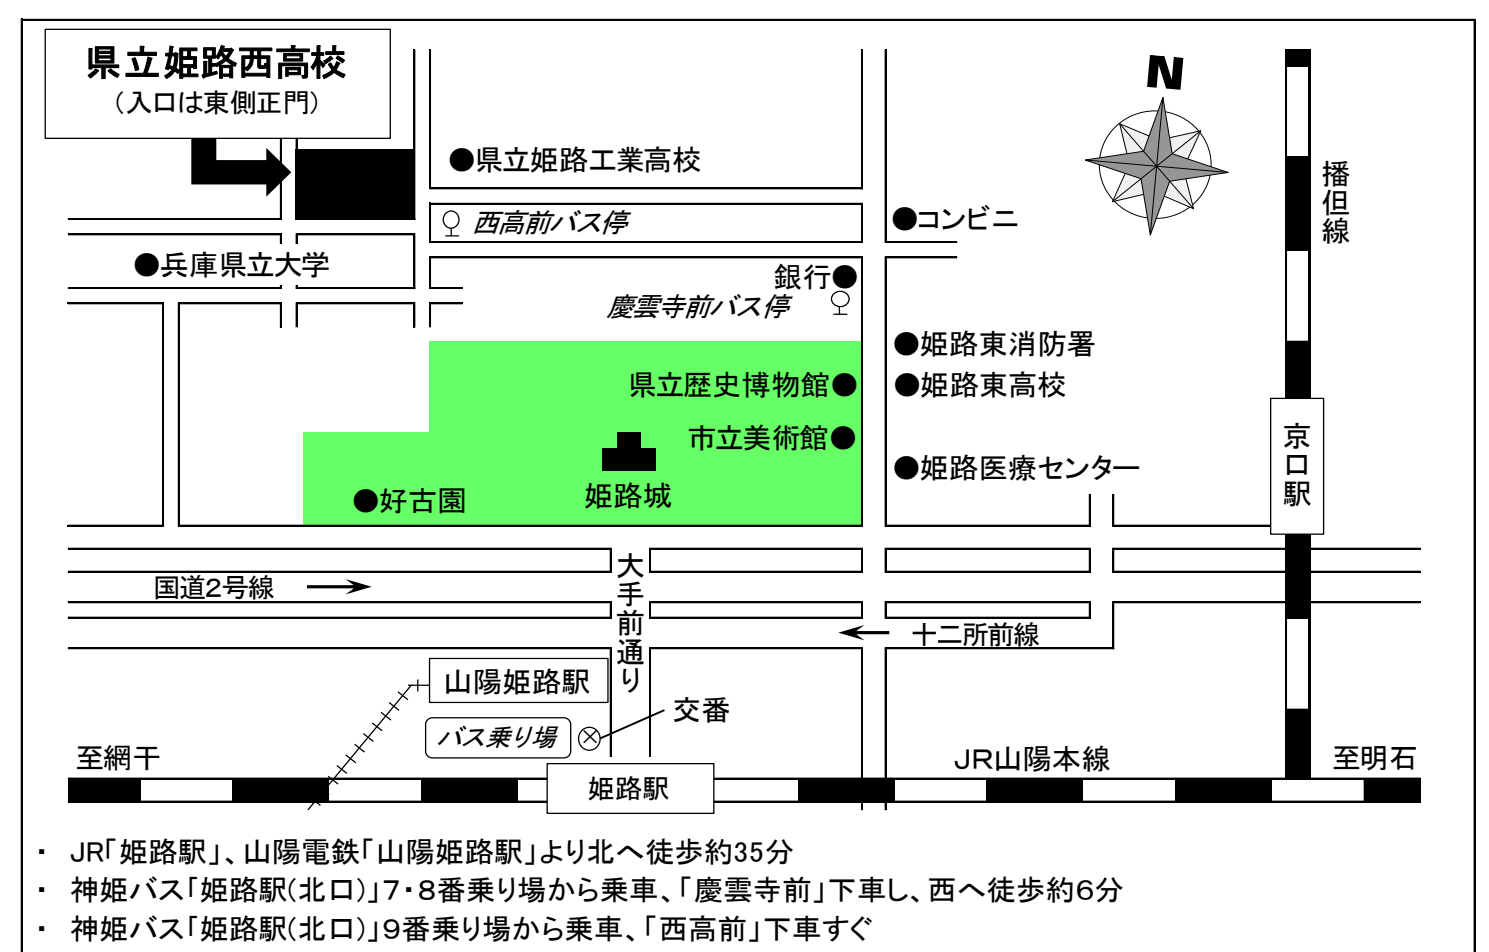 県立姫路西高校
（入口は東側正門）
N
●県立姫路工業高校
播但線
西高前バス停
●コンビニ
●兵庫県立大学
銀行●
慶雲寺前バス停
●姫路東消防署
県立歴史博物館●
●姫路東高校
市立美術館●
京口駅
●姫路医療センター
●好古園
姫路城
大手前通り
国道2号線
十二所前線
山陽姫路駅
交番
バス乗り場
至網干
JR山陽本線
至明石
姫路駅
・ JR「姫路駅」、山陽電鉄「山陽姫路駅」より北へ徒歩約35分
・ 神姫バス「姫路駅(北口)」7・8番乗り場から乗車、「慶雲寺前」下車し、西へ徒歩約6分
・ 神姫バス「姫路駅(北口)」9番乗り場から乗車、「西高前」下車すぐ